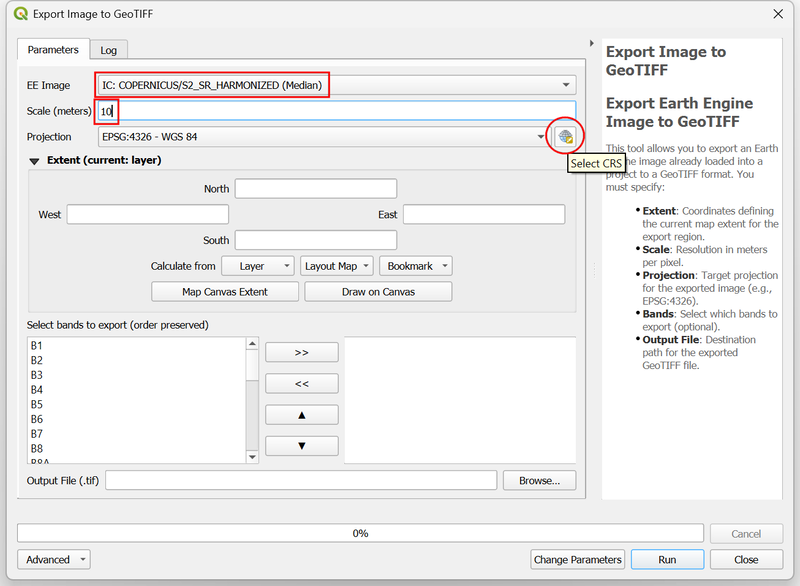 Export Image to GeoTIFF
Parameters
Log
EE Image
IC: COPERNICUS/S2_SR_HARMONIZED (Median)
Scale (meters)
10
Projection
EPSG:4326 - WGS 84
Select CRS
Extent (current: layer)
North
West
East
South
Calculate from
Layer
Layout Map
Bookmark
Map Canvas Extent
Draw on Canvas
Select bands to export (order preserved)
B1
B2
B3
B4
B5
B6
B7
B8
B8A
>>
<<
Output File (.tif)
Browse...
Export Image to
GeoTIFF
Export Earth Engine
Image to GeoTIFF
This tool allows you to export an Earth
image already loaded into a
project to a GeoTIFF format. You
must specify:
Extent: Coordinates defining
the current map extent for the
export region.
Scale: Resolution in meters
per pixel.
Projection: Target projection
for the exported image (e.g.,
EPSG:4326).
Bands: Select which bands to
export (optional).
Output File: Destination
path for the exported
GeoTIFF file.
0%
Cancel
Advanced
Change Parameters
Run
Close